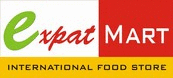 expat MART
INTERNATIONAL FOOD STORE